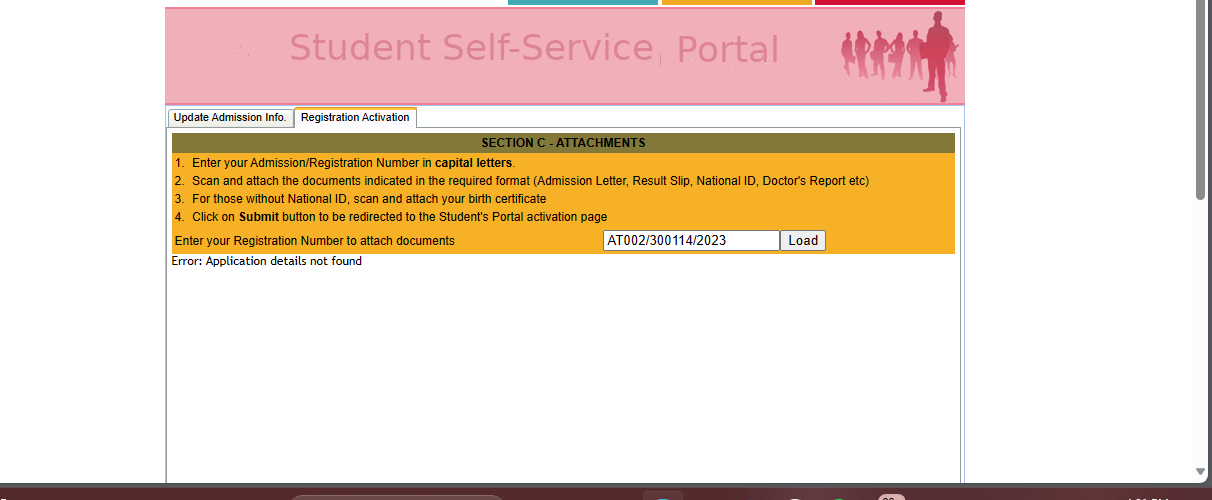 Student Self-Service Portal
Update Admission Info. Registration Activation
SECTION C - ATTACHMENTS
1. Enter your Admission/Registration Number in capital letters.
2. Scan and attach the documents indicated in the required format (Admission Letter, Result Slip, National ID, Doctor's Report etc)
3. For those without National ID, scan and attach your birth certificate
4. Click on Submit button to be redirected to the Student's Portal activation page
Enter your Registration Number to attach documents AT002/300114/2023 Load
Error: Application details not found